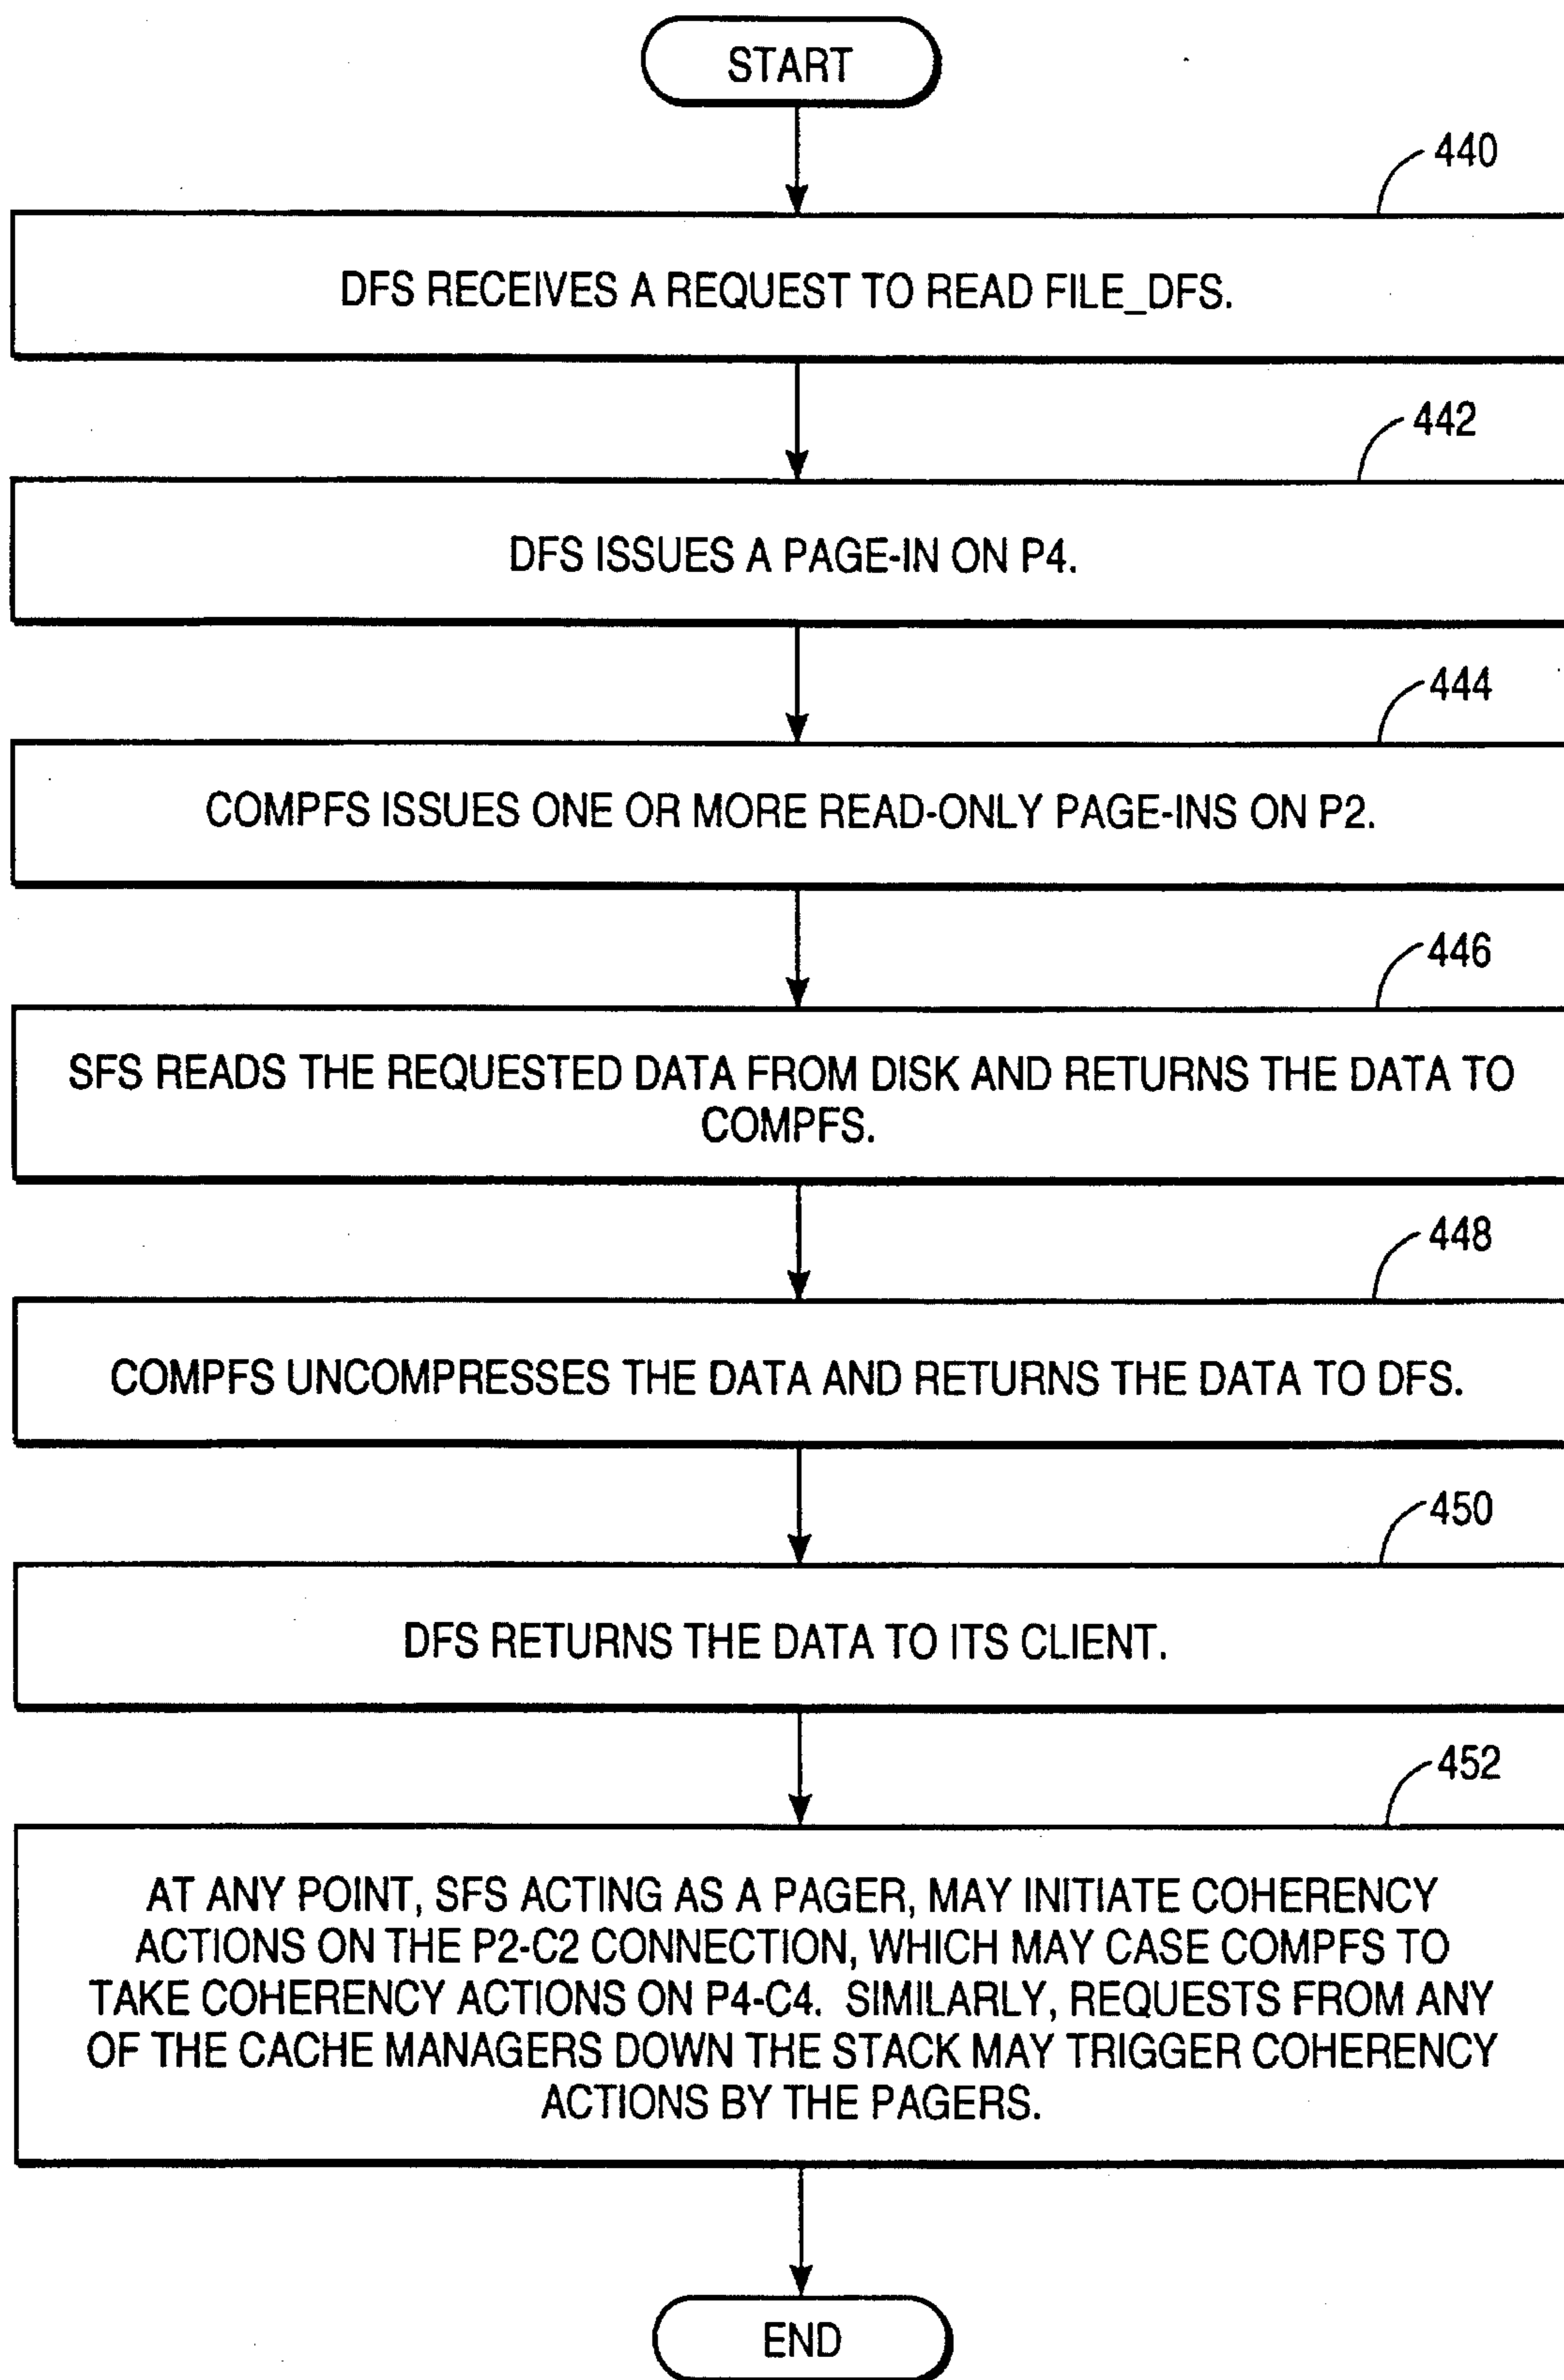 START
440
DFS RECEIVES A REQUEST TO READ FILE_DFS.
442
DFS ISSUES A PAGE-IN ON P4.
444
COMPFS ISSUES ONE OR MORE READ-ONLY PAGE-INS ON P2.
446
SFS READS THE REQUESTED DATA FROM DISK AND RETURNS THE DATA TO
COMPFS.
448
COMPFS UNCOMPRESSES THE DATA AND RETURNS THE DATA TO DFS.
450
DFS RETURNS THE DATA TO ITS CLIENT.
452
AT ANY POINT, SFS ACTING AS A PAGER, MAY INITIATE COHERENCY
ACTIONS ON THE P2-C2 CONNECTION, WHICH MAY CASE COMPFS TO
TAKE COHERENCY ACTIONS ON P4-C4. SIMILARLY, REQUESTS FROM ANY
OF THE CACHE MANAGERS DOWN THE STACK MAY TRIGGER COHERENCY
ACTIONS BY THE PAGERS.
END